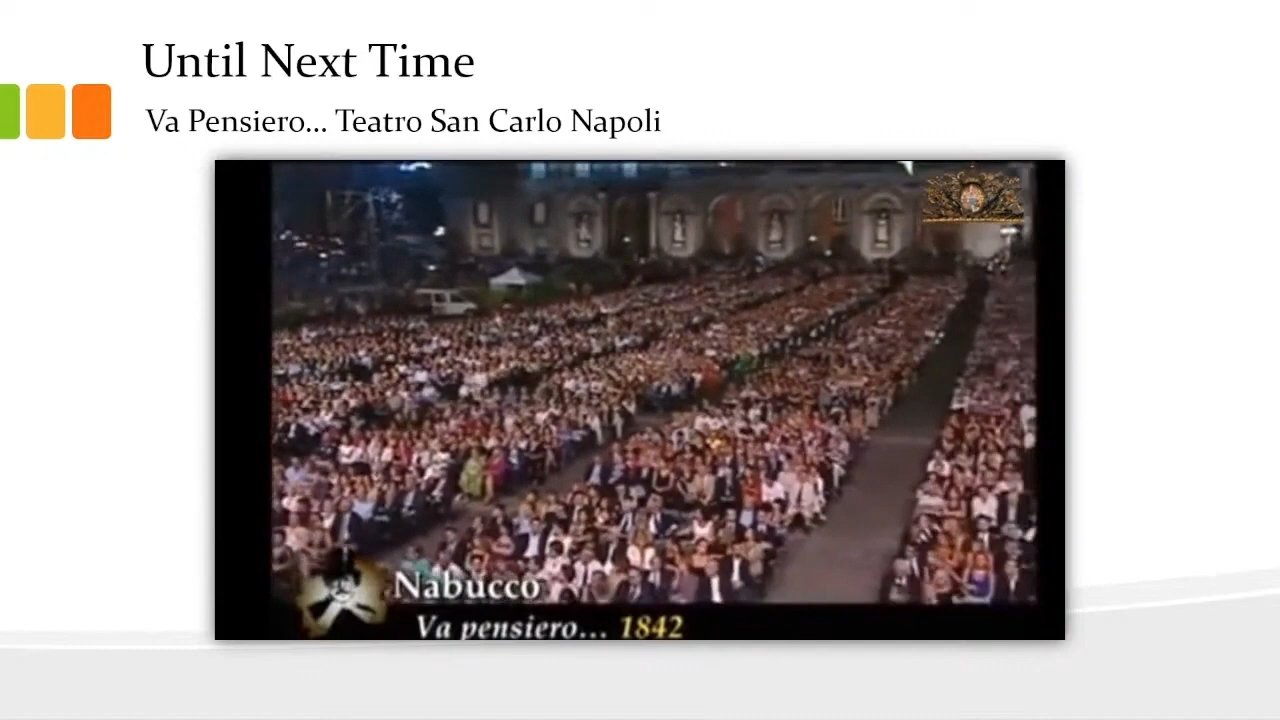 Until Next Time
Va Pensiero... Teatro San Carlo Napoli
Nabucco
Va pensiero... 1842